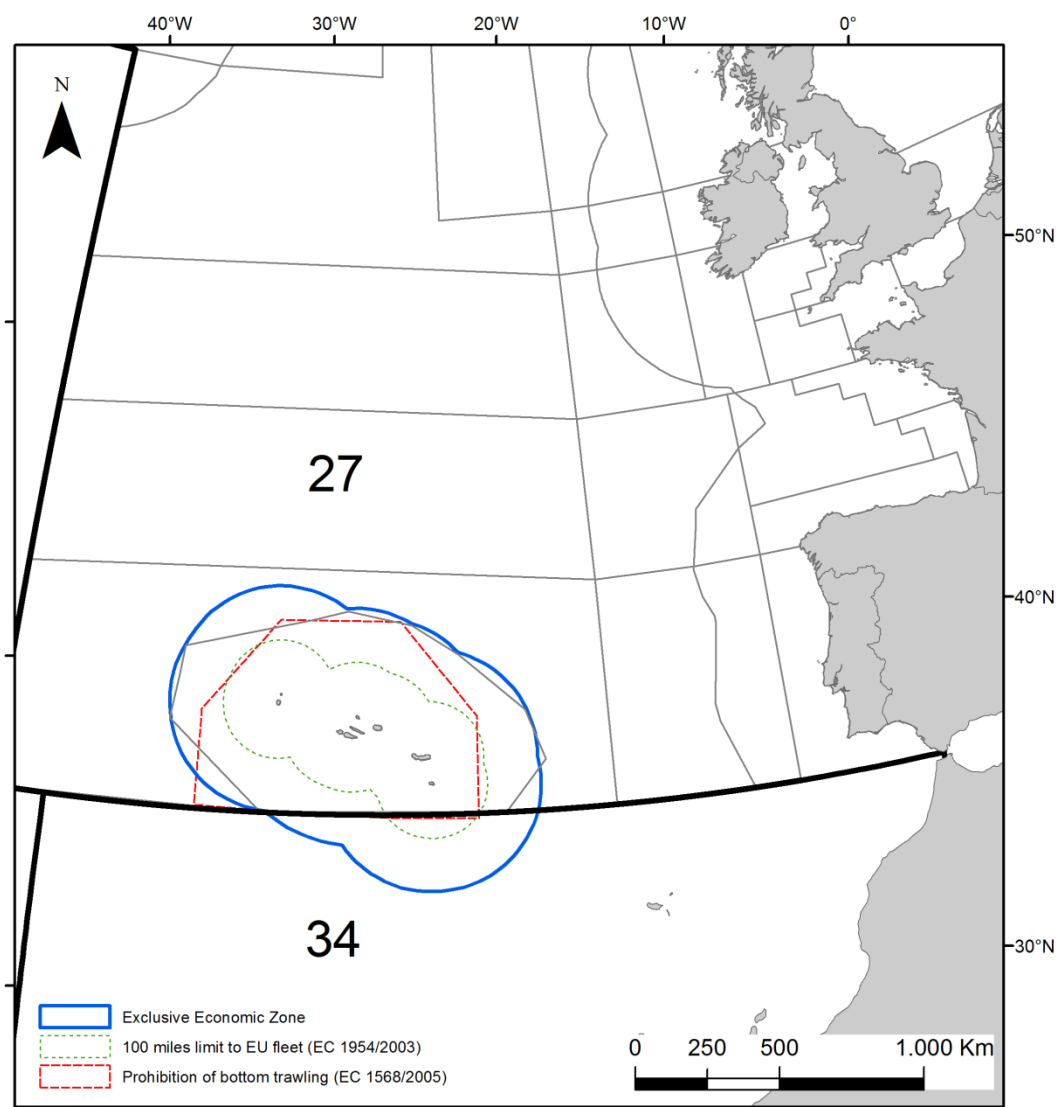 40°W 30°W 20°W 10°W 0°
N
50°N
27
40°N
34
30°N
Exclusive Economic Zone
100 miles limit to EU fleet (EC 1954/2003)
Prohibition of bottom trawling (EC 1568/2005)
0 250 500 1.000 Km